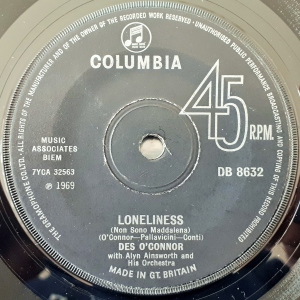 THE GRAMOPHONE CO. LTD. · ALL RIGHTS OF THE MANUFACTURER AND OF THE OWNER OF THE RECORDED WORK RESERVED · UNAUTHORISED PUBLIC PERFORMANCE BROADCASTING AND COPYING OF THIS RECORD PROHIBITED
COLUMBIA
45
R.P.M.
MUSIC
ASSOCIATES
BIEM
7YCA 32563
℗ 1969
DB 8632
LONELINESS
(Non Sono Maddalena)
(O'Connor—Pallavicini—Conti)
DES O'CONNOR
with Alyn Ainsworth and
His Orchestra
MADE IN GT. BRITAIN